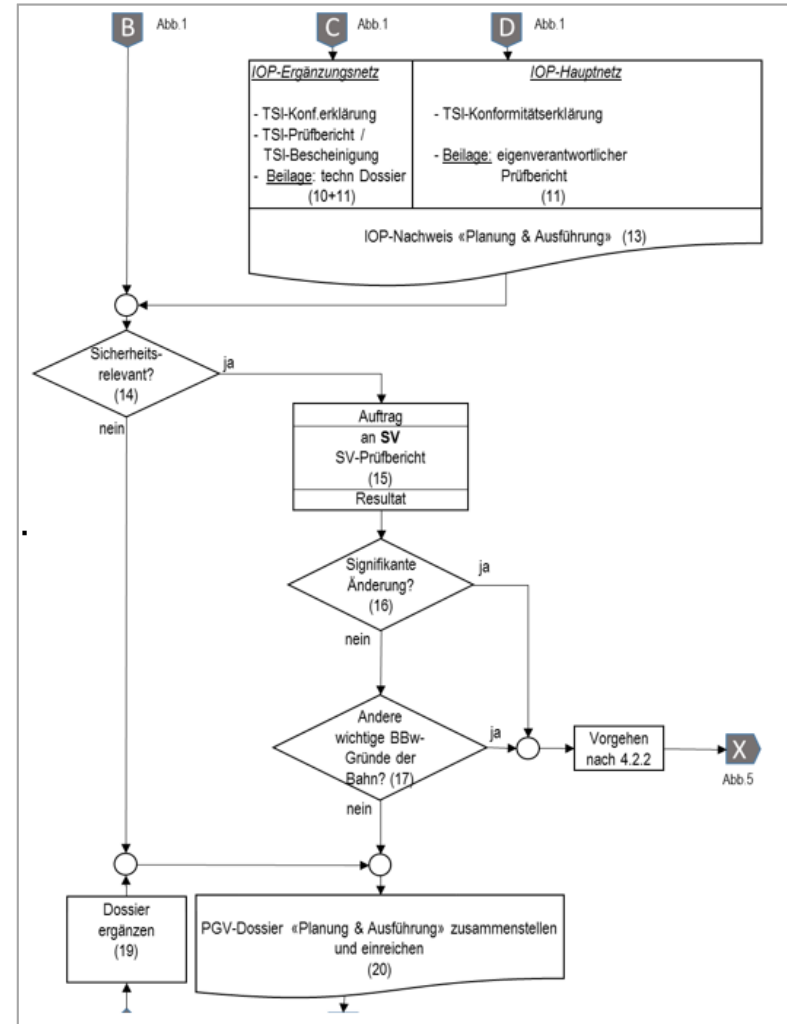 B Abb.1
C Abb.1
D Abb.1
IOP-Ergänzungsnetz
- TSI-Konf.erklärung
- TSI-Prüfbericht /
TSI-Bescheinigung
- Beilage: techn Dossier
(10+11)
IOP-Hauptnetz
- TSI-Konformitätserklärung
- Beilage: eigenverantwortlicher
Prüfbericht
(11)
IOP-Nachweis «Planung & Ausführung» (13)
Sicherheits-
relevant?
(14)
ja
nein
Auftrag
an SV
SV-Prüfbericht
(15)
Resultat
Signifikante
Änderung?
(16)
ja
nein
Andere
wichtige BBw-
Gründe der
Bahn? (17)
ja
nein
Vorgehen
nach 4.2.2
X
Abb.5
Dossier
ergänzen
(19)
PGV-Dossier «Planung & Ausführung» zusammenstellen
und einreichen
(20)